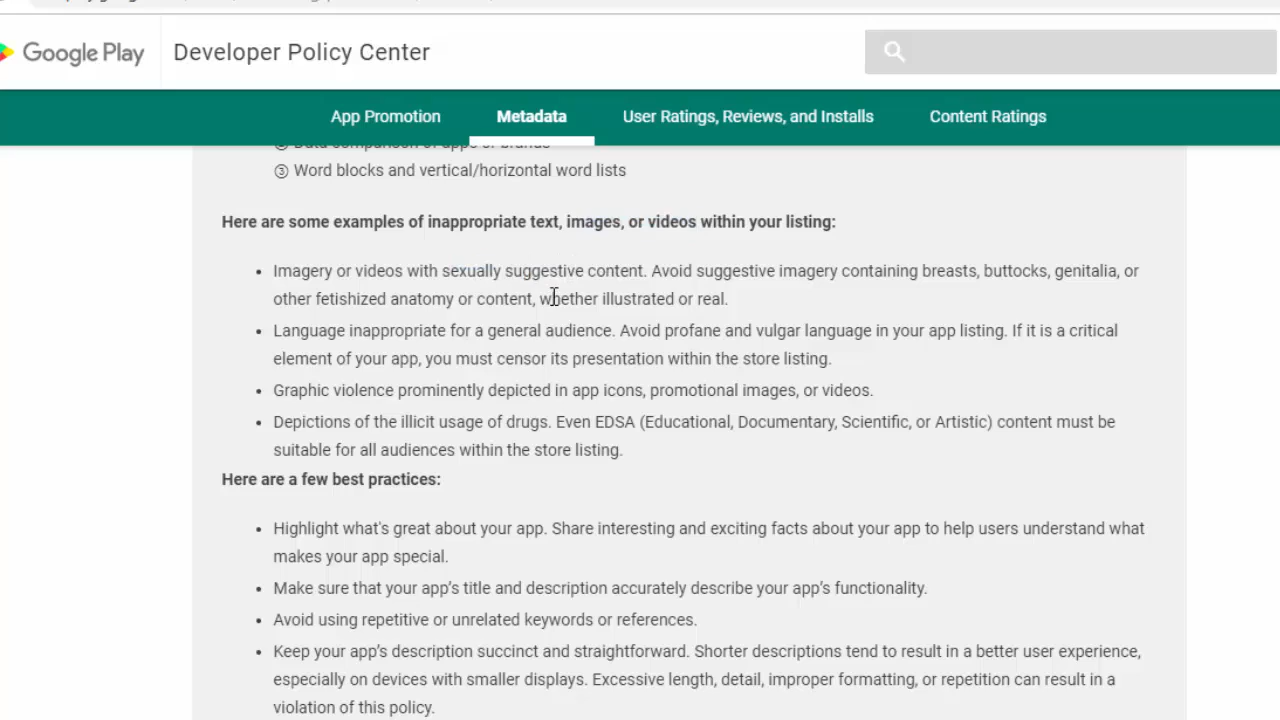 Google Play
Developer Policy Center
App Promotion
Metadata
User Ratings, Reviews, and Installs
Content Ratings
② Data comparison of apps or brands
③ Word blocks and vertical/horizontal word lists
Here are some examples of inappropriate text, images, or videos within your listing:
• Imagery or videos with sexually suggestive content. Avoid suggestive imagery containing breasts, buttocks, genitalia, or
other fetishized anatomy or content, whether illustrated or real.
• Language inappropriate for a general audience. Avoid profane and vulgar language in your app listing. If it is a critical
element of your app, you must censor its presentation within the store listing.
• Graphic violence prominently depicted in app icons, promotional images, or videos.
• Depictions of the illicit usage of drugs. Even EDSA (Educational, Documentary, Scientific, or Artistic) content must be
suitable for all audiences within the store listing.
Here are a few best practices:
• Highlight what's great about your app. Share interesting and exciting facts about your app to help users understand what
makes your app special.
• Make sure that your app's title and description accurately describe your app's functionality.
• Avoid using repetitive or unrelated keywords or references.
• Keep your app's description succinct and straightforward. Shorter descriptions tend to result in a better user experience,
especially on devices with smaller displays. Excessive length, detail, improper formatting, or repetition can result in a
violation of this policy.